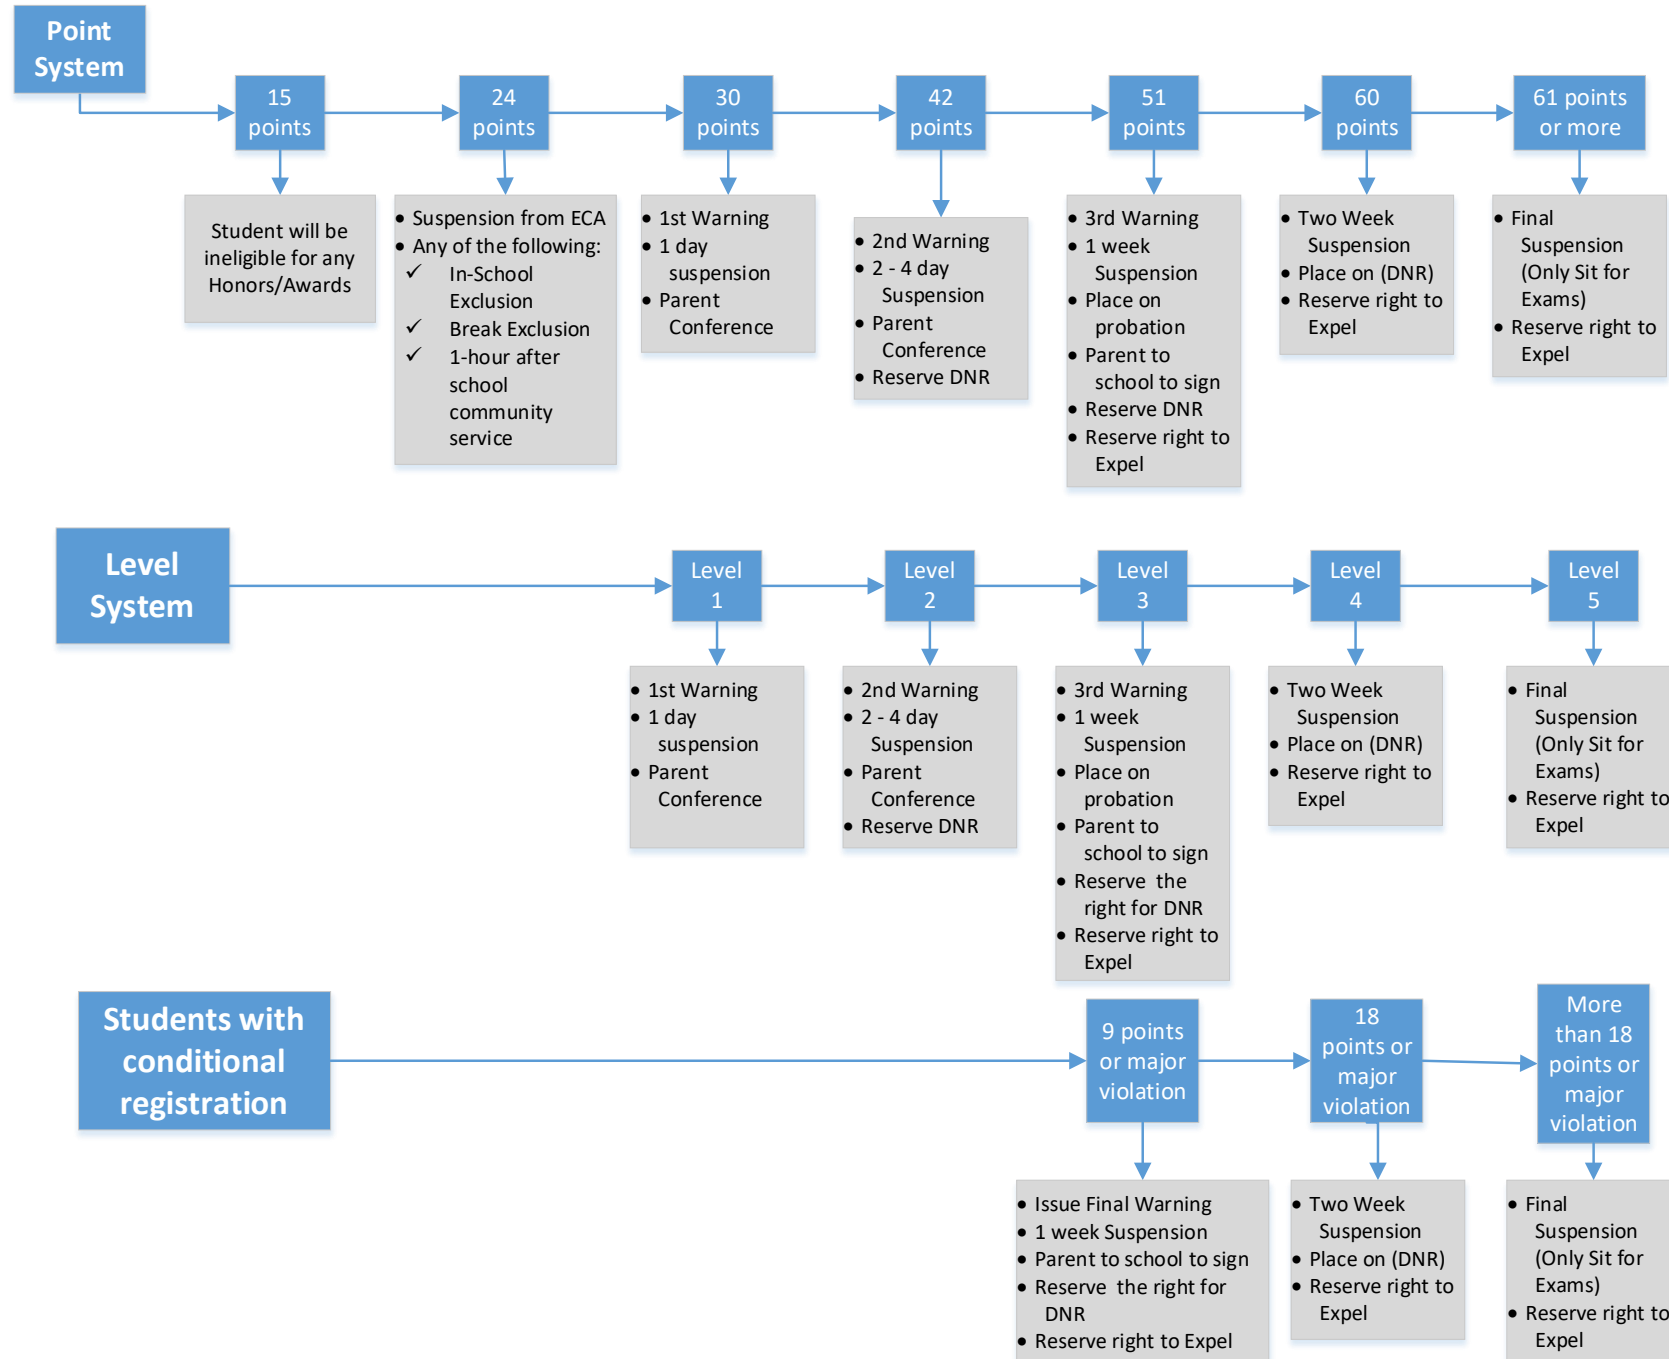 Point
System
15
points
24
points
30
points
42
points
51
points
60
points
61 points
or more
Student will be
ineligible for any
Honors/Awards
• Suspension from ECA
• Any of the following:
✓ In-School
Exclusion
✓ Break Exclusion
✓ 1-hour after
school
community
service
• 1st Warning
• 1 day
suspension
• Parent
Conference
• 2nd Warning
• 2 - 4 day
Suspension
• Parent
Conference
• Reserve DNR
• 3rd Warning
• 1 week
Suspension
• Place on
probation
• Parent to
school to sign
• Reserve DNR
• Reserve right to
Expel
• Two Week
Suspension
• Place on (DNR)
• Reserve right to
Expel
• Final
Suspension
(Only Sit for
Exams)
• Reserve right to
Expel
Level
System
Level
1
Level
2
Level
3
Level
4
Level
5
• 1st Warning
• 1 day
suspension
• Parent
Conference
• 2nd Warning
• 2 - 4 day
Suspension
• Parent
Conference
• Reserve DNR
• 3rd Warning
• 1 week
Suspension
• Place on
probation
• Parent to
school to sign
• Reserve the
right for DNR
• Reserve right to
Expel
• Two Week
Suspension
• Place on (DNR)
• Reserve right to
Expel
• Final
Suspension
(Only Sit for
Exams)
• Reserve right to
Expel
Students with
conditional
registration
9 points
or major
violation
18
points or
major
violation
More
than 18
points or
major
violation
• Issue Final Warning
• 1 week Suspension
• Parent to school to sign
• Reserve the right for
DNR
• Reserve right to Expel
• Two Week
Suspension
• Place on (DNR)
• Reserve right to
Expel
• Final
Suspension
(Only Sit for
Exams)
• Reserve right to
Expel